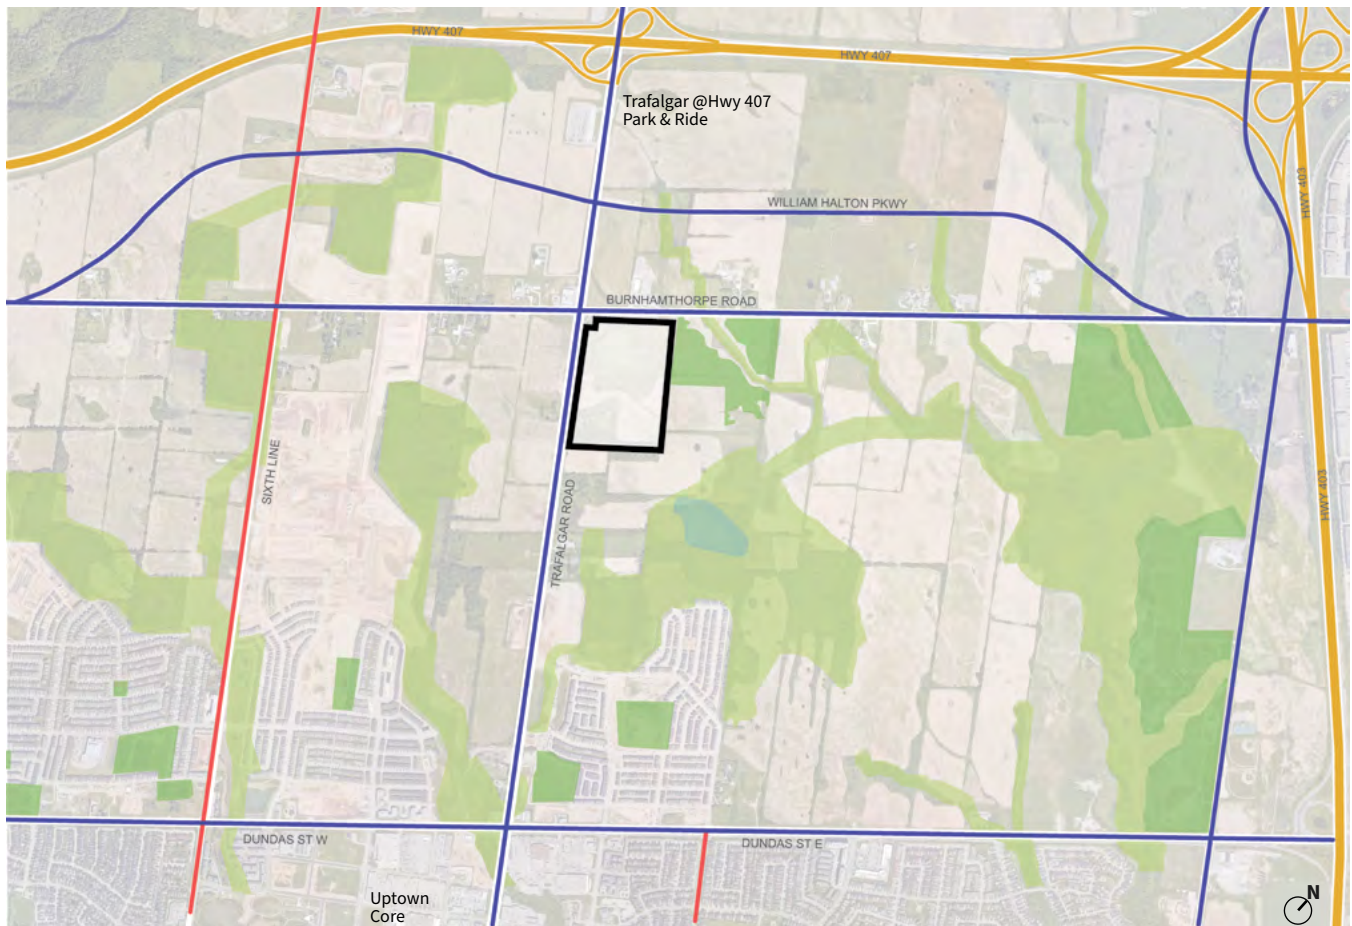 HWY 407
HWY 407
Trafalgar @Hwy 407
Park & Ride
HWY 403
WILLIAM HALTON PKWY
BURNHAMTHORPE ROAD
SIXTH LINE
TRAFALGAR ROAD
HWY 403
DUNDAS ST W
DUNDAS ST E
Uptown
Core
N